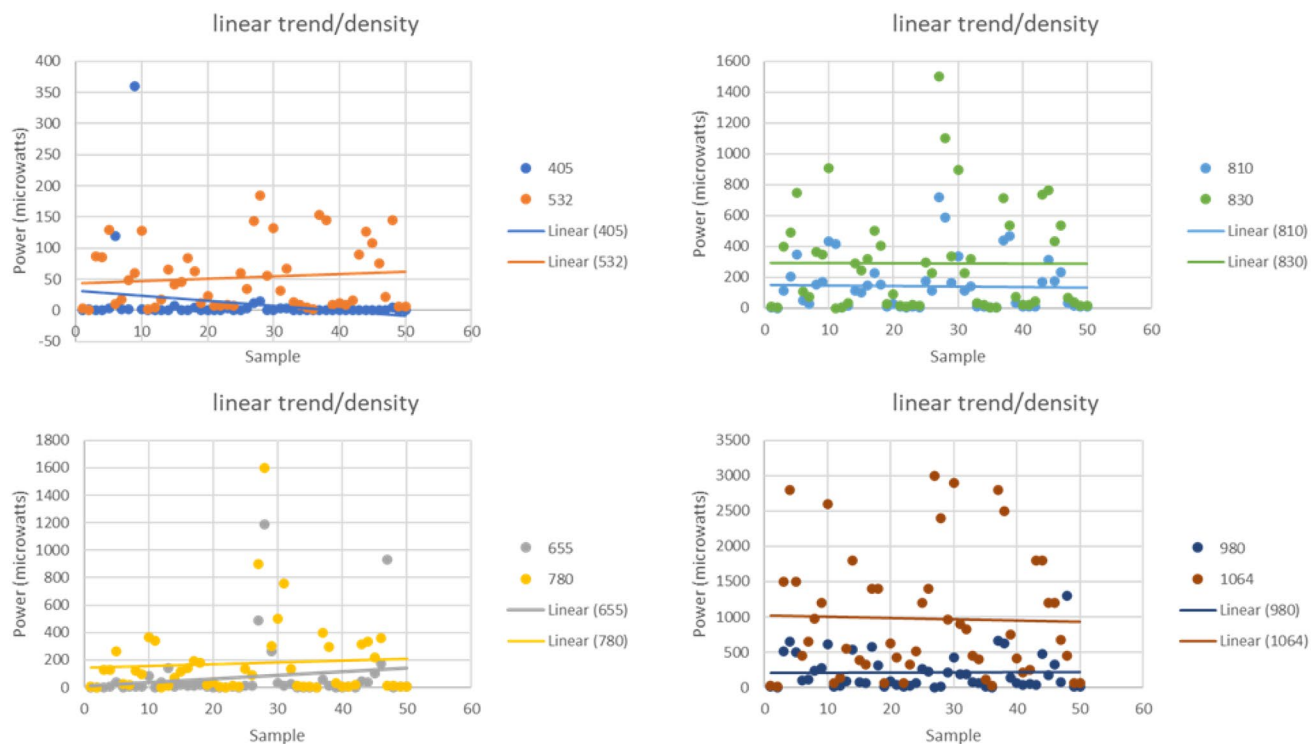 linear trend/density
Power (microwatts)
400
350
300
250
200
150
100
50
0
-50
0 10 20 30 40 50 60
Sample
405
532
Linear (405)
Linear (532)
linear trend/density
Power (microwatts)
1600
1400
1200
1000
800
600
400
200
0
0 10 20 30 40 50 60
Sample
810
830
Linear (810)
Linear (830)
linear trend/density
Power (microwatts)
1800
1600
1400
1200
1000
800
600
400
200
0
0 10 20 30 40 50 60
Sample
655
780
Linear (655)
Linear (780)
linear trend/density
Power (microwatts)
3500
3000
2500
2000
1500
1000
500
0
0 10 20 30 40 50 60
Sample
980
1064
Linear (980)
Linear (1064)